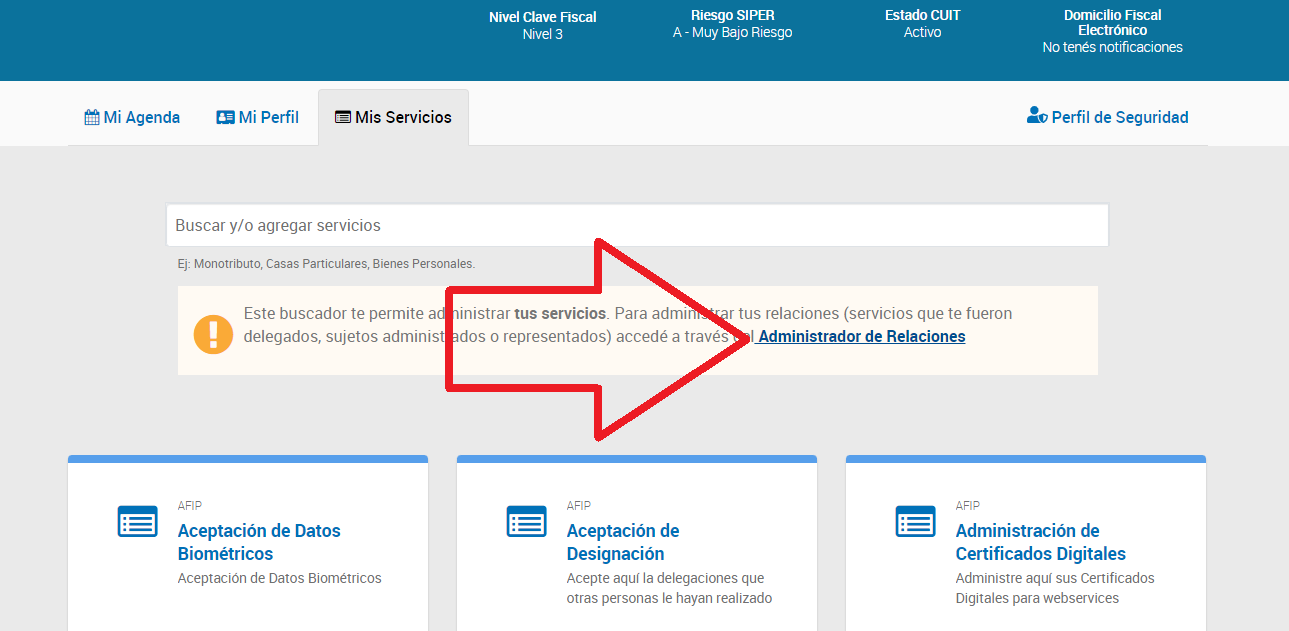 Nivel Clave Fiscal
Nivel 3
Riesgo SIPER
A - Muy Bajo Riesgo
Estado CUIT
Activo
Domicilio Fiscal
Electrónico
No tenés notificaciones
Mi Agenda
Mi Perfil
Mis Servicios
Perfil de Seguridad
Buscar y/o agregar servicios
Ej: Monotributo, Casas Particulares, Bienes Personales.
Este buscador te permite administrar tus servicios. Para administrar tus relaciones (servicios que te fueron
delegados, sujetos administrados o representados) accedé a través del Administrador de Relaciones
AFIP
Aceptación de Datos
Biométricos
Aceptación de Datos Biométricos
AFIP
Aceptación de
Designación
Acepte aquí la delegaciones que
otras personas le hayan realizado
AFIP
Administración de
Certificados Digitales
Administre aquí sus Certificados
Digitales para webservices